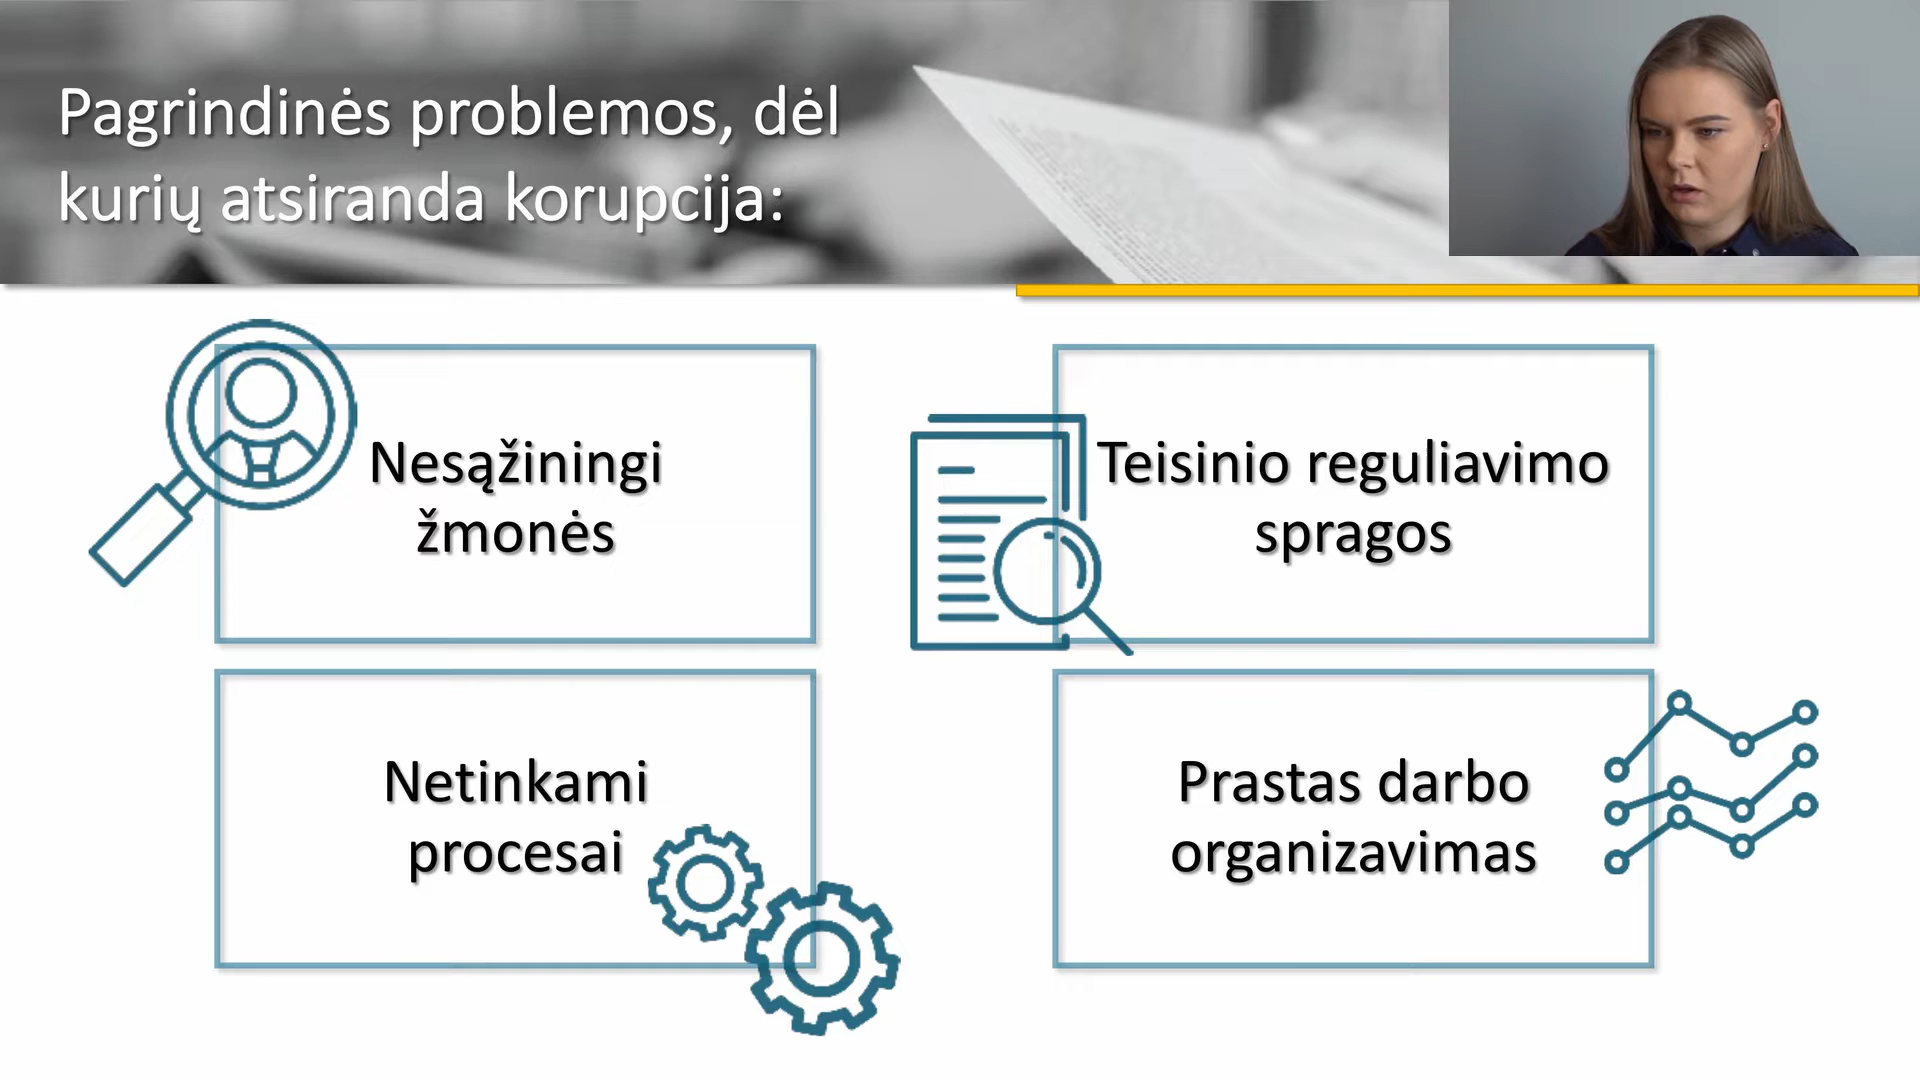 Pagrindinės problemos, dėl
kurių atsiranda korupcija:
Nesąžiningi
žmonės
Teisinio reguliavimo
spragos
Netinkami
procesai
Prastas darbo
organizavimas